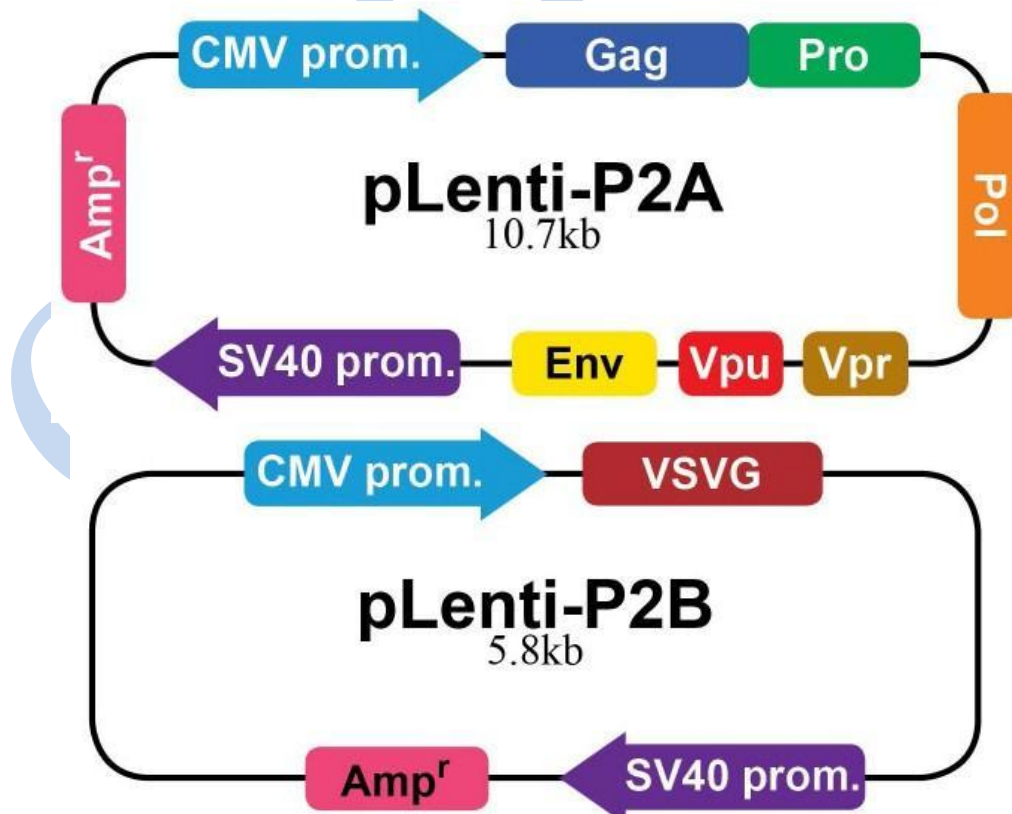 CMV prom.
Gag
Pro
Amp^r
pLenti-P2A
10.7kb
Pol
SV40 prom.
Env
Vpu
Vpr
CMV prom.
VSVG
pLenti-P2B
5.8kb
Amp^r
SV40 prom.